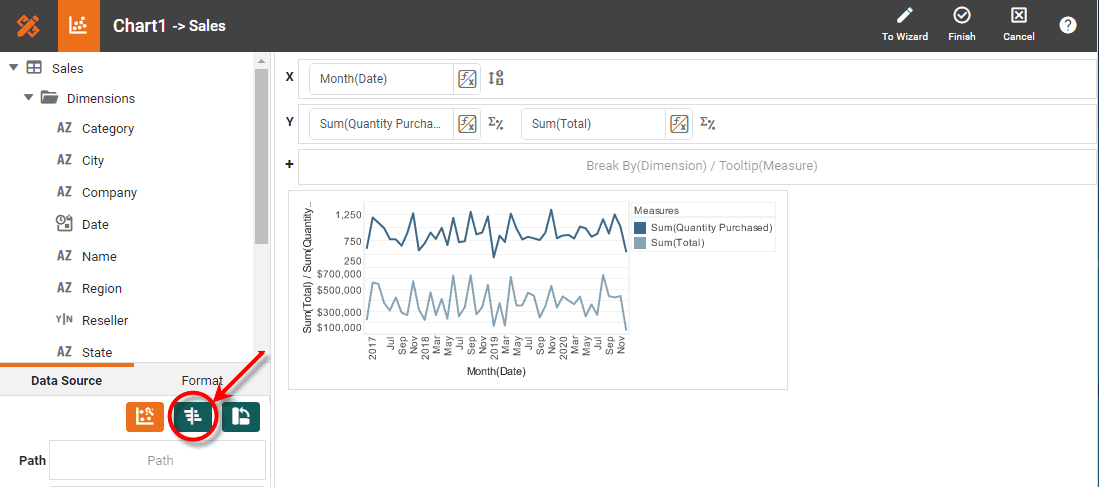 Chart1 -> Sales
To Wizard
Finish
Cancel
?
Sales
Dimensions
AZ Category
AZ City
AZ Company
Date
AZ Name
AZ Region
Y|N Reseller
AZ State
Data Source
Format
Path
Path
X
Month(Date)
Y
Sum(Quantity Purcha...
Sum(Total)
+
Break By(Dimension) / Tooltip(Measure)
Sum(Total) / Sum(Quantity..
1,250
750
250
$700,000
$500,000
$300,000
$100,000
2017 Jul Sep Nov 2018 Mar May Jul Sep Nov 2019 Mar May Jul Sep Nov 2020 Mar May Jul Sep Nov
Month(Date)
Measures
Sum(Quantity Purchased)
Sum(Total)